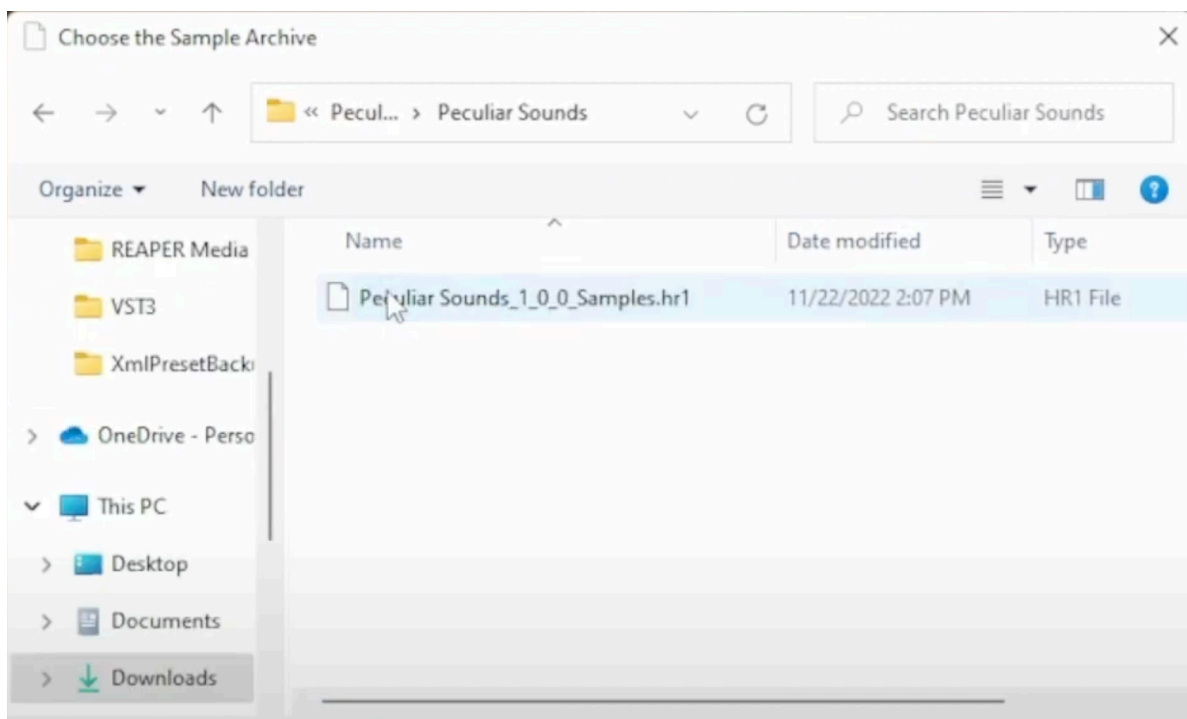 Choose the Sample Archive
« Pecul... › Peculiar Sounds
Search Peculiar Sounds
Organize
New folder
?
Name
Date modified
Type
REAPER Media
VST3
XmlPresetBack
OneDrive - Perso
This PC
Desktop
Documents
Downloads
Peculiar Sounds_1_0_0_Samples.hr1
11/22/2022 2:07 PM
HR1 File